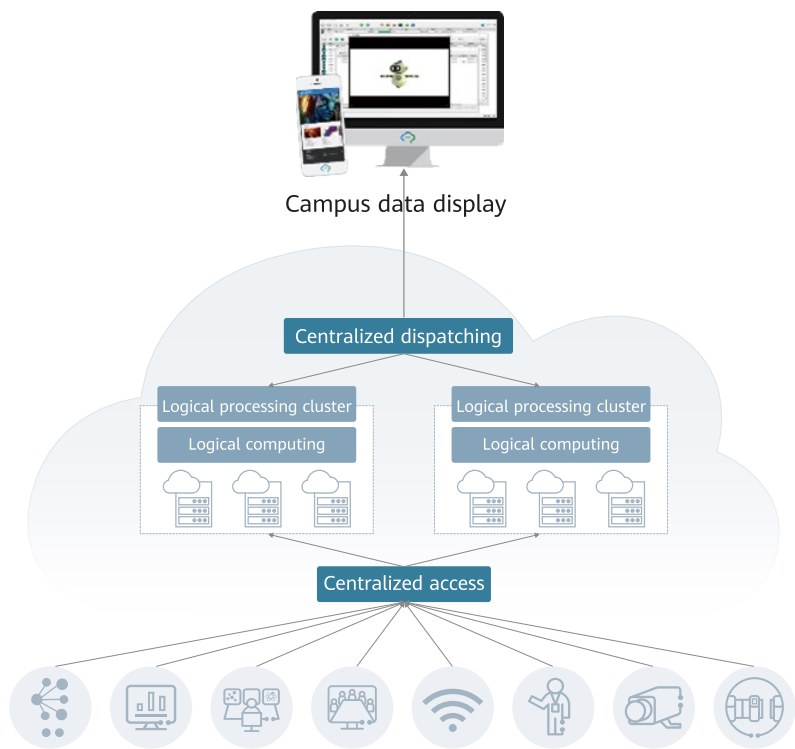 Campus data display
Centralized dispatching
Logical processing cluster
Logical processing cluster
Logical computing
Logical computing
Centralized access